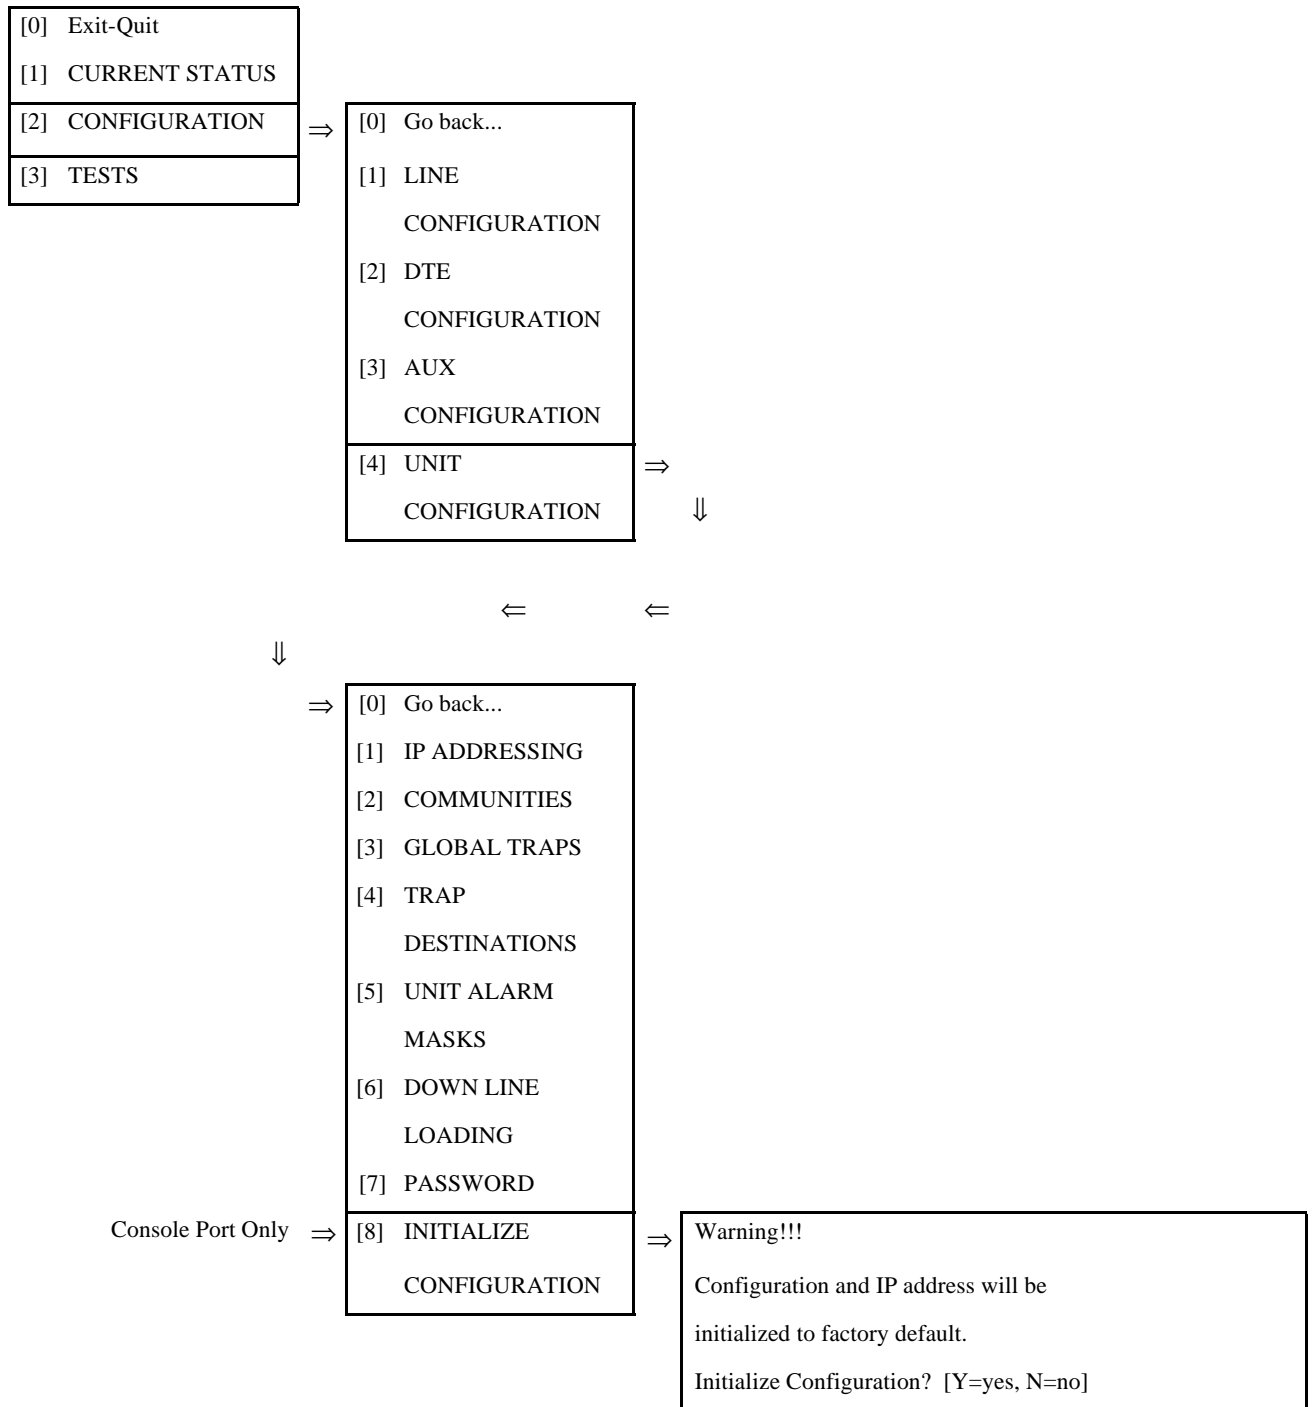 [0] Exit-Quit
[1] CURRENT STATUS
[2] CONFIGURATION ⇒ [0] Go back...
[3] TESTS
[1] LINE
CONFIGURATION
[2] DTE
CONFIGURATION
[3] AUX
CONFIGURATION
[4] UNIT ⇒
CONFIGURATION ⇓
⇐ ⇐
⇓
⇒ [0] Go back...
[1] IP ADDRESSING
[2] COMMUNITIES
[3] GLOBAL TRAPS
[4] TRAP
DESTINATIONS
[5] UNIT ALARM
MASKS
[6] DOWN LINE
LOADING
[7] PASSWORD
Console Port Only ⇒ [8] INITIALIZE
CONFIGURATION
⇒ Warning!!!
Configuration and IP address will be
initialized to factory default.
Initialize Configuration? [Y=yes, N=no]